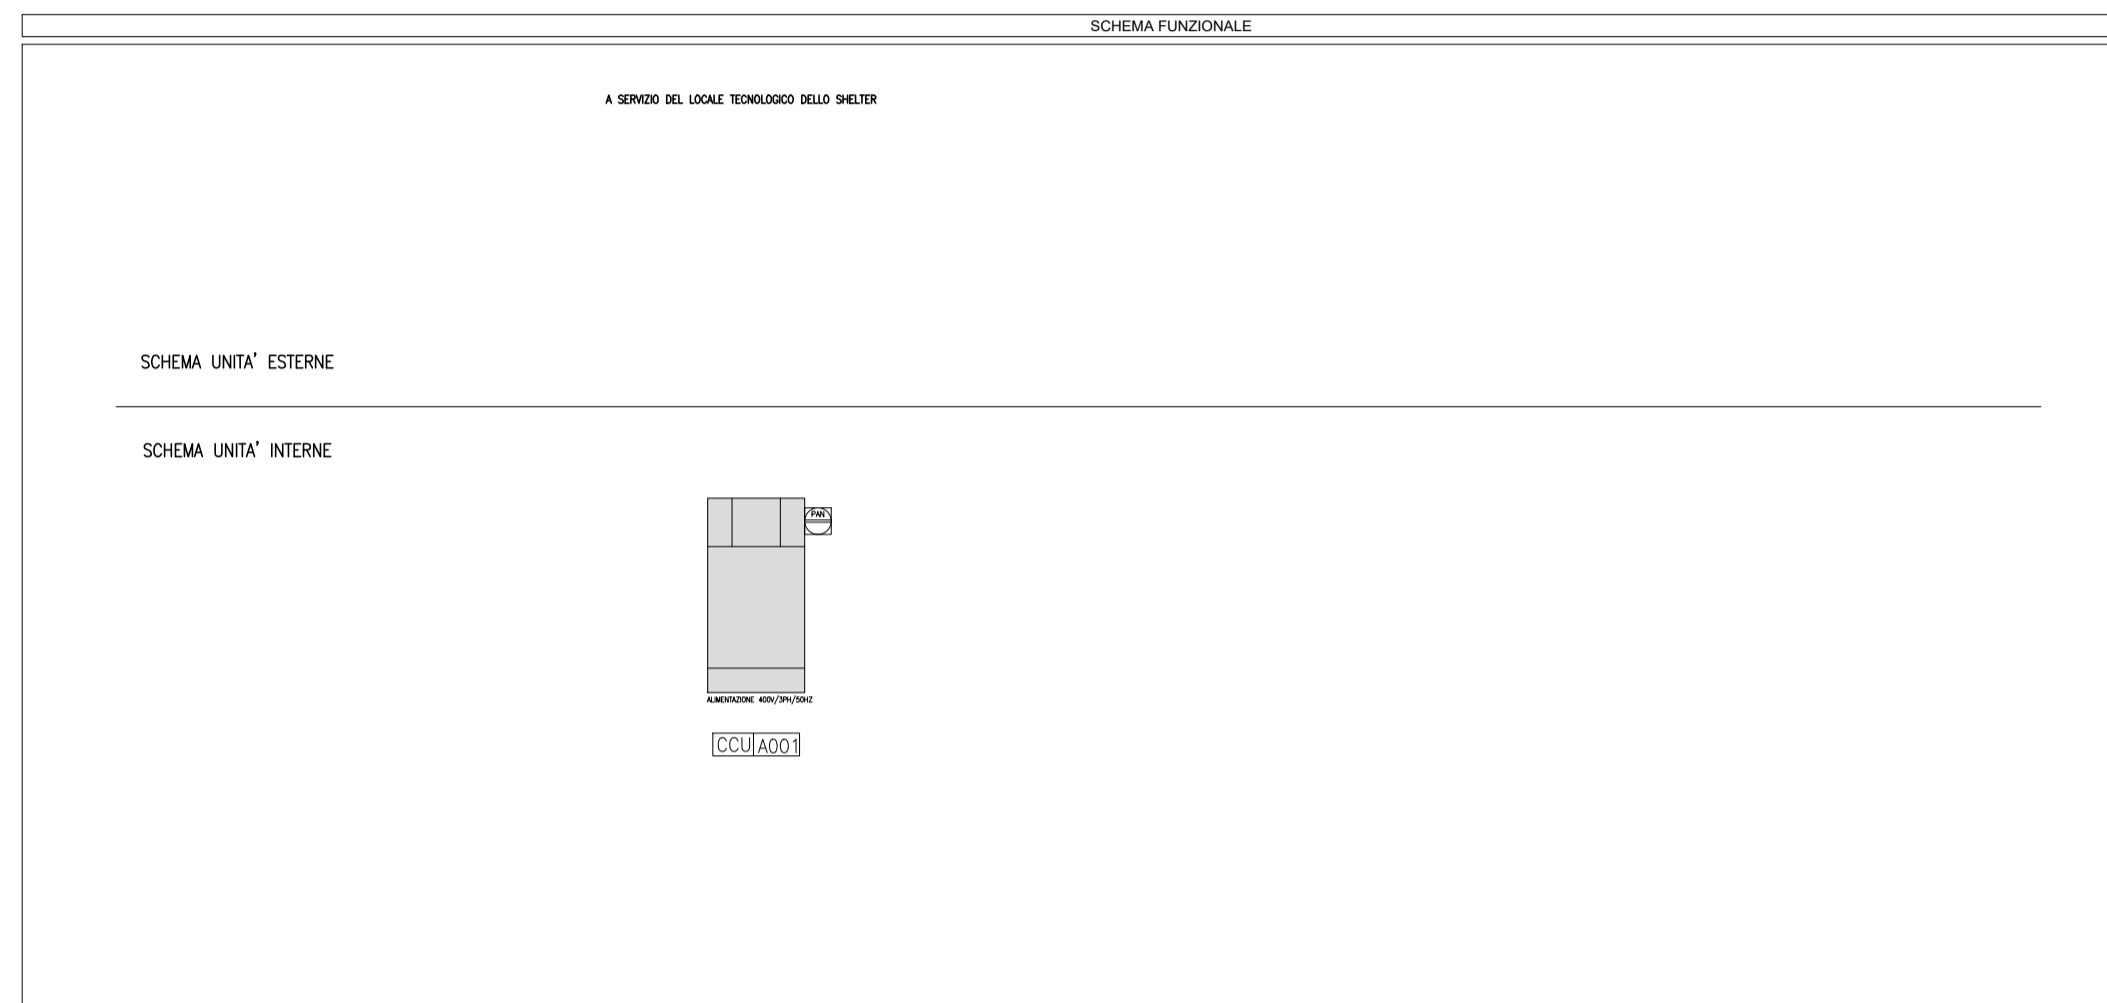 SCHEMA FUNZIONALE
A SERVIZIO DEL LOCALE TECNOLOGICO DELLO SHELTER
SCHEMA UNITA' ESTERNE
SCHEMA UNITA' INTERNE
PAN
ALIMENTAZIONE 400V/3PH/50HZ
CCU A001